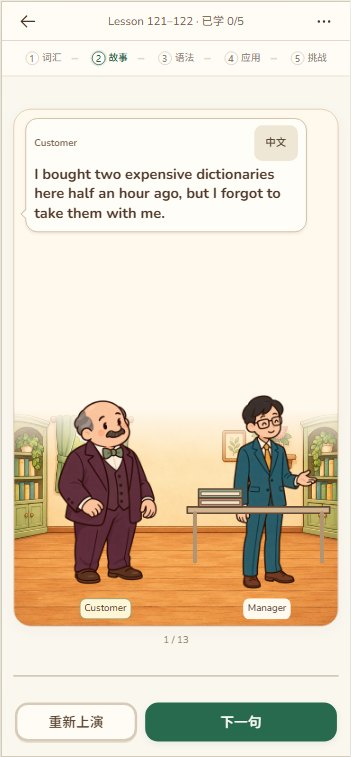 Lesson 121–122 · 已学 0/5
1 词汇 – 2 故事 – 3 语法 – 4 应用 – 5 挑战
Customer
中文
I bought two expensive dictionaries
here half an hour ago, but I forgot to
take them with me.
Customer
Manager
1 / 13
重新上演
下一句